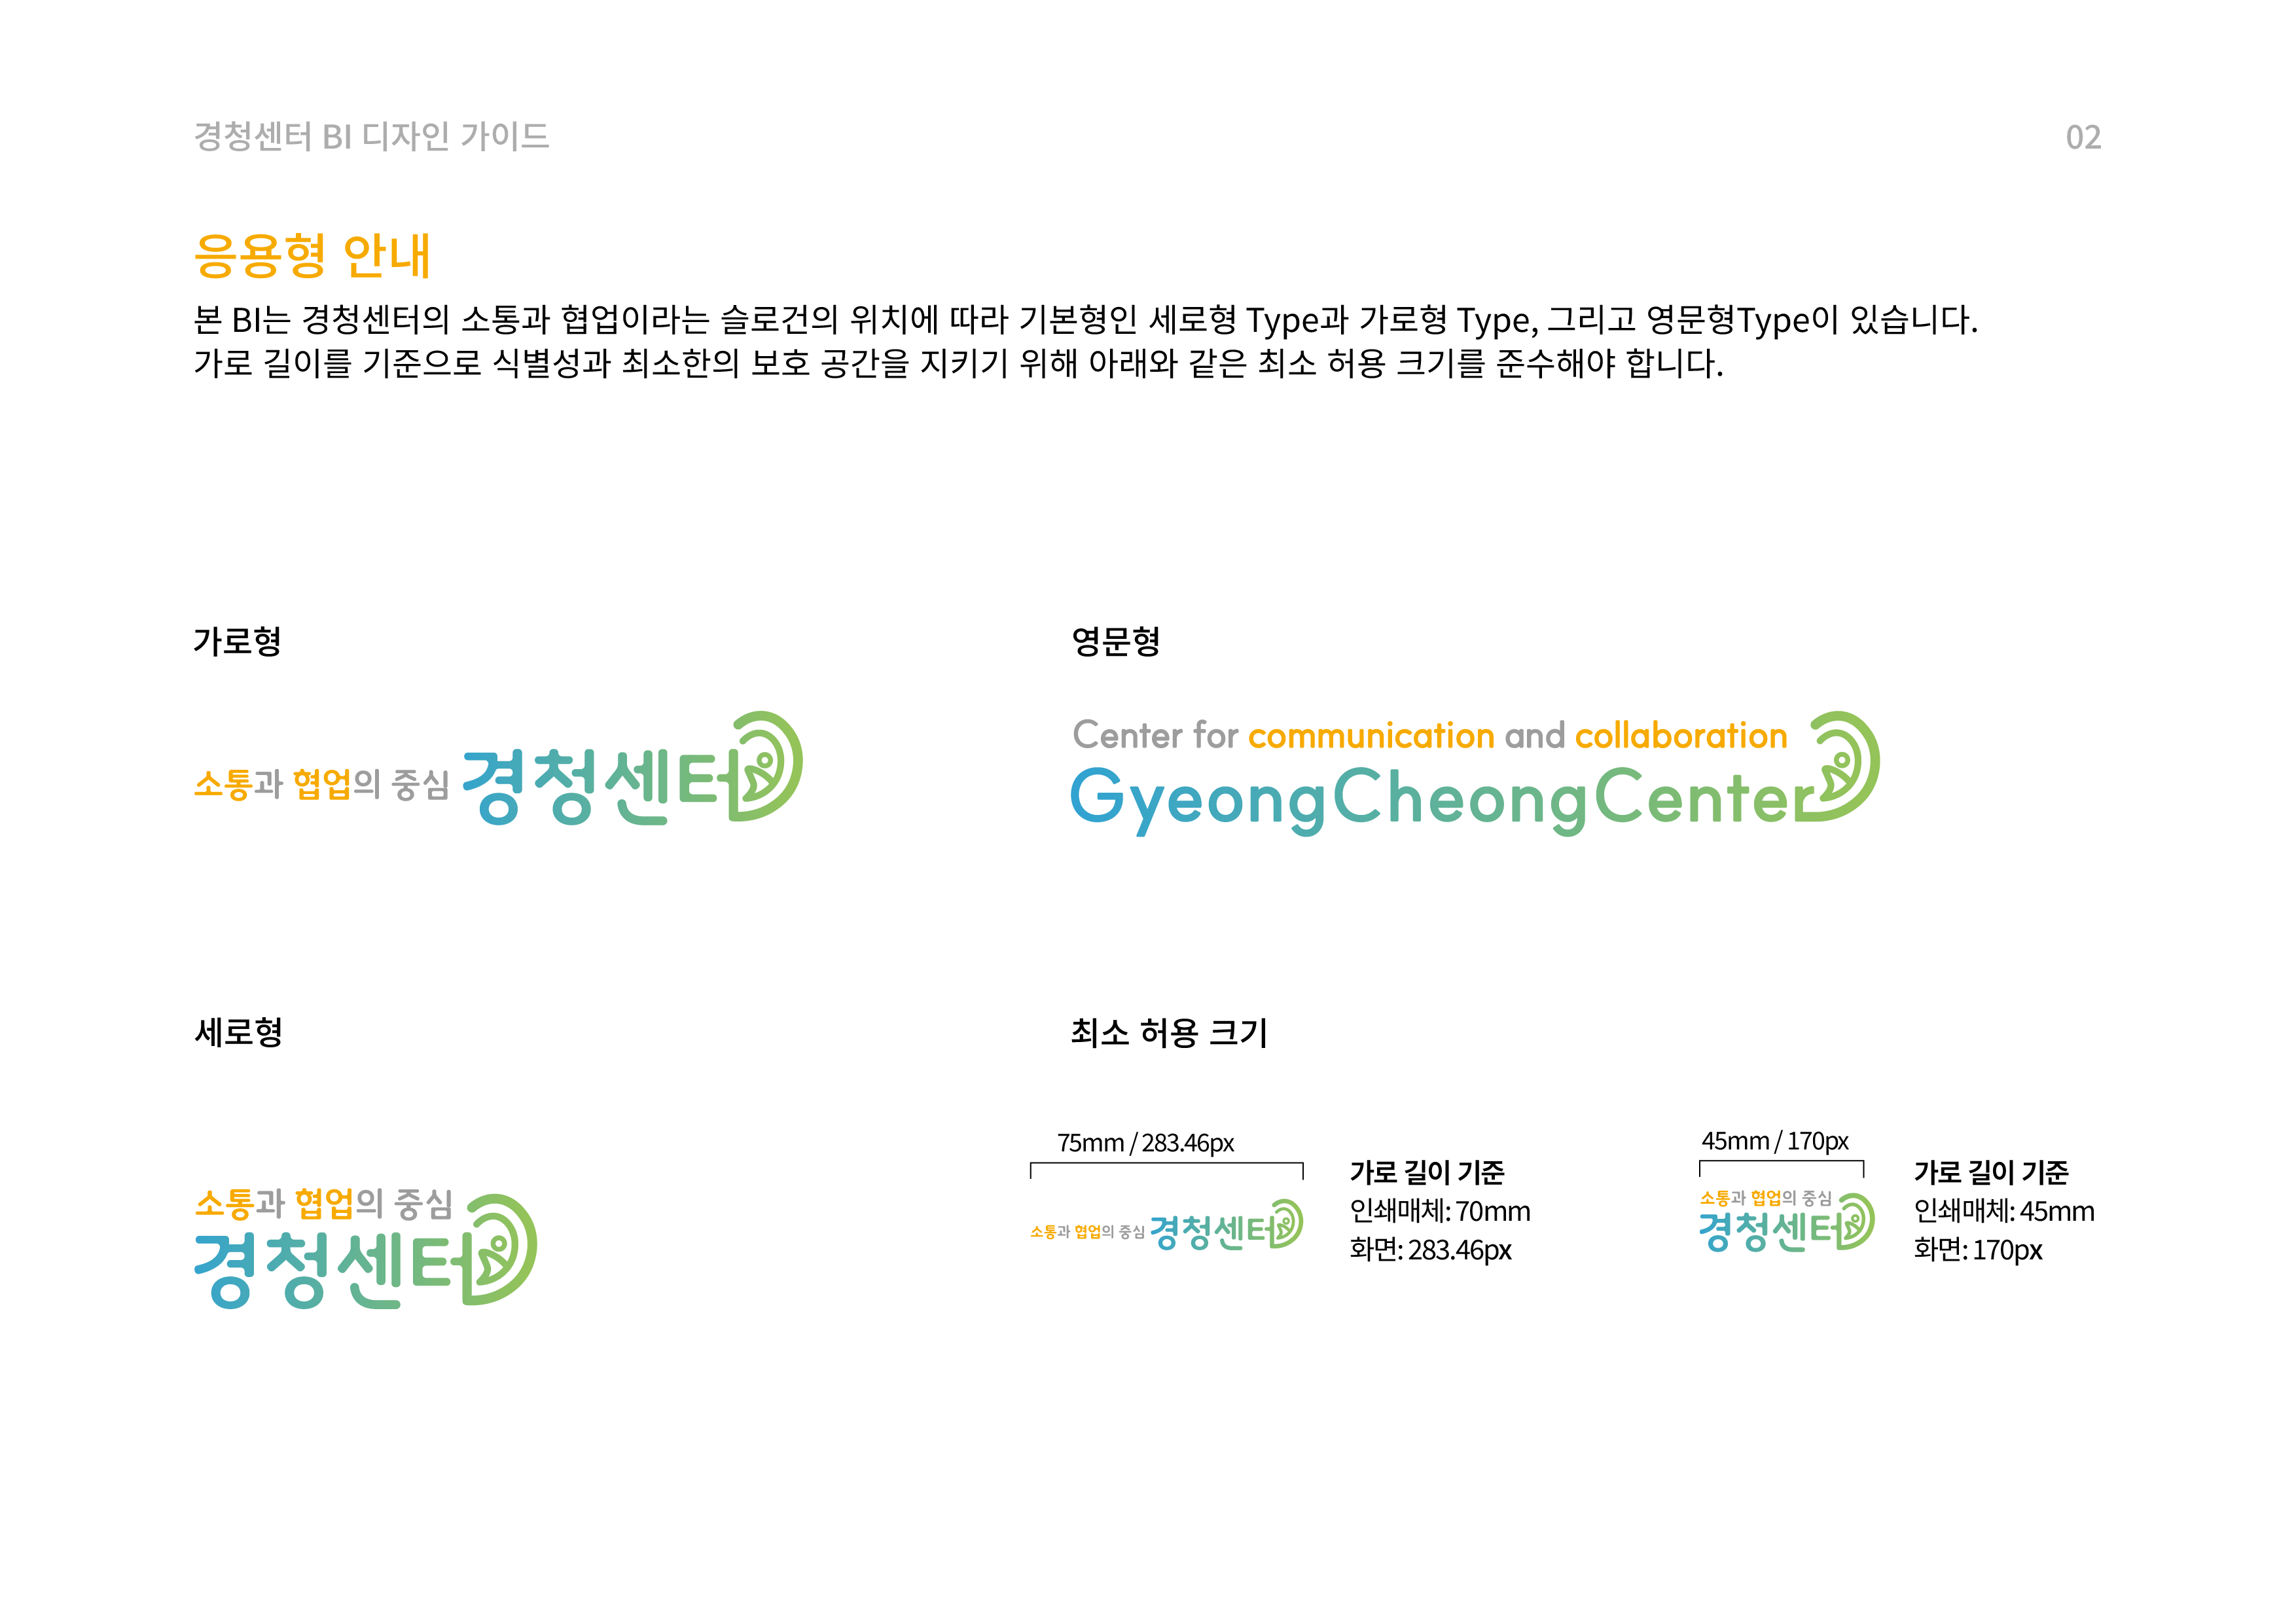 경청센터 BI 디자인 가이드
02
응용형 안내
본 BI는 경청센터의 소통과 협업이라는 슬로건의 위치에 따라 기본형인 세로형 Type과 가로형 Type, 그리고 영문형Type이 있습니다.
가로 길이를 기준으로 식별성과 최소한의 보호 공간을 지키기 위해 아래와 같은 최소 허용 크기를 준수해야 합니다.
가로형
소통과 협업의 중심 경청센터
영문형
Center for communication and collaboration
GyeongCheongCenter
세로형
소통과 협업의 중심
경청센터
최소 허용 크기
75mm / 283.46px
소통과 협업의 중심 경청센터
가로 길이 기준
인쇄매체: 70mm
화면: 283.46px
45mm / 170px
소통과 협업의 중심
경청센터
가로 길이 기준
인쇄매체: 45mm
화면: 170px